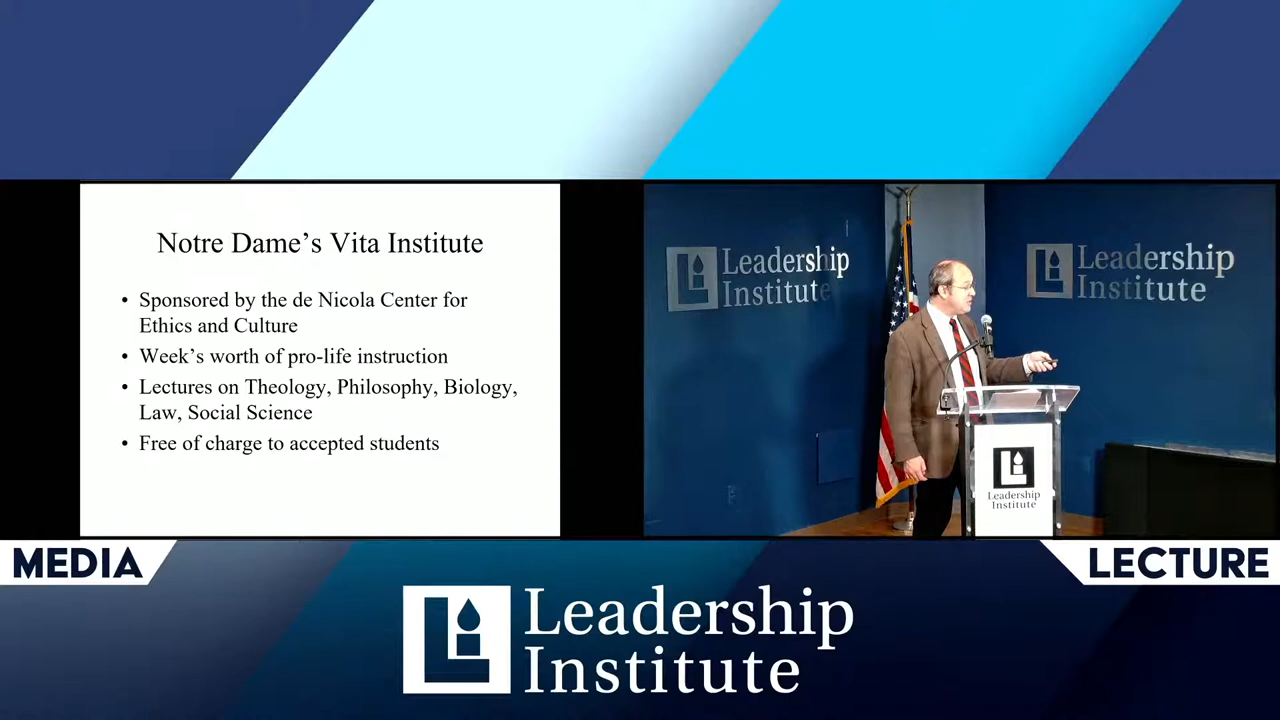 Notre Dame's Vita Institute
• Sponsored by the de Nicola Center for
Ethics and Culture
• Week's worth of pro-life instruction
• Lectures on Theology, Philosophy, Biology,
Law, Social Science
• Free of charge to accepted students
Leadership
Institute
Leadership
Institute
Leadership
Institute
MEDIA
LECTURE
Leadership
Institute